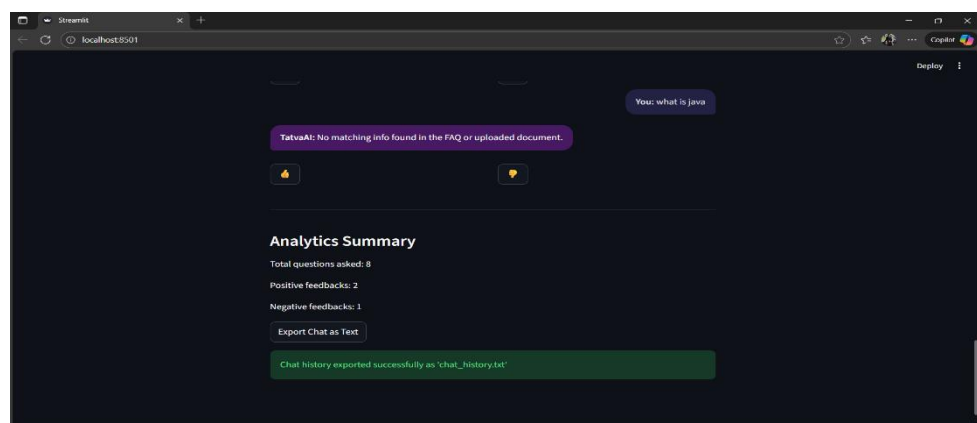 Streamlit
localhost:8501
Copilot
Deploy
You: what is java
TatvaAI: No matching info found in the FAQ or uploaded document.
Analytics Summary
Total questions asked: 8
Positive feedbacks: 2
Negative feedbacks: 1
Export Chat as Text
Chat history exported successfully as 'chat_history.txt'